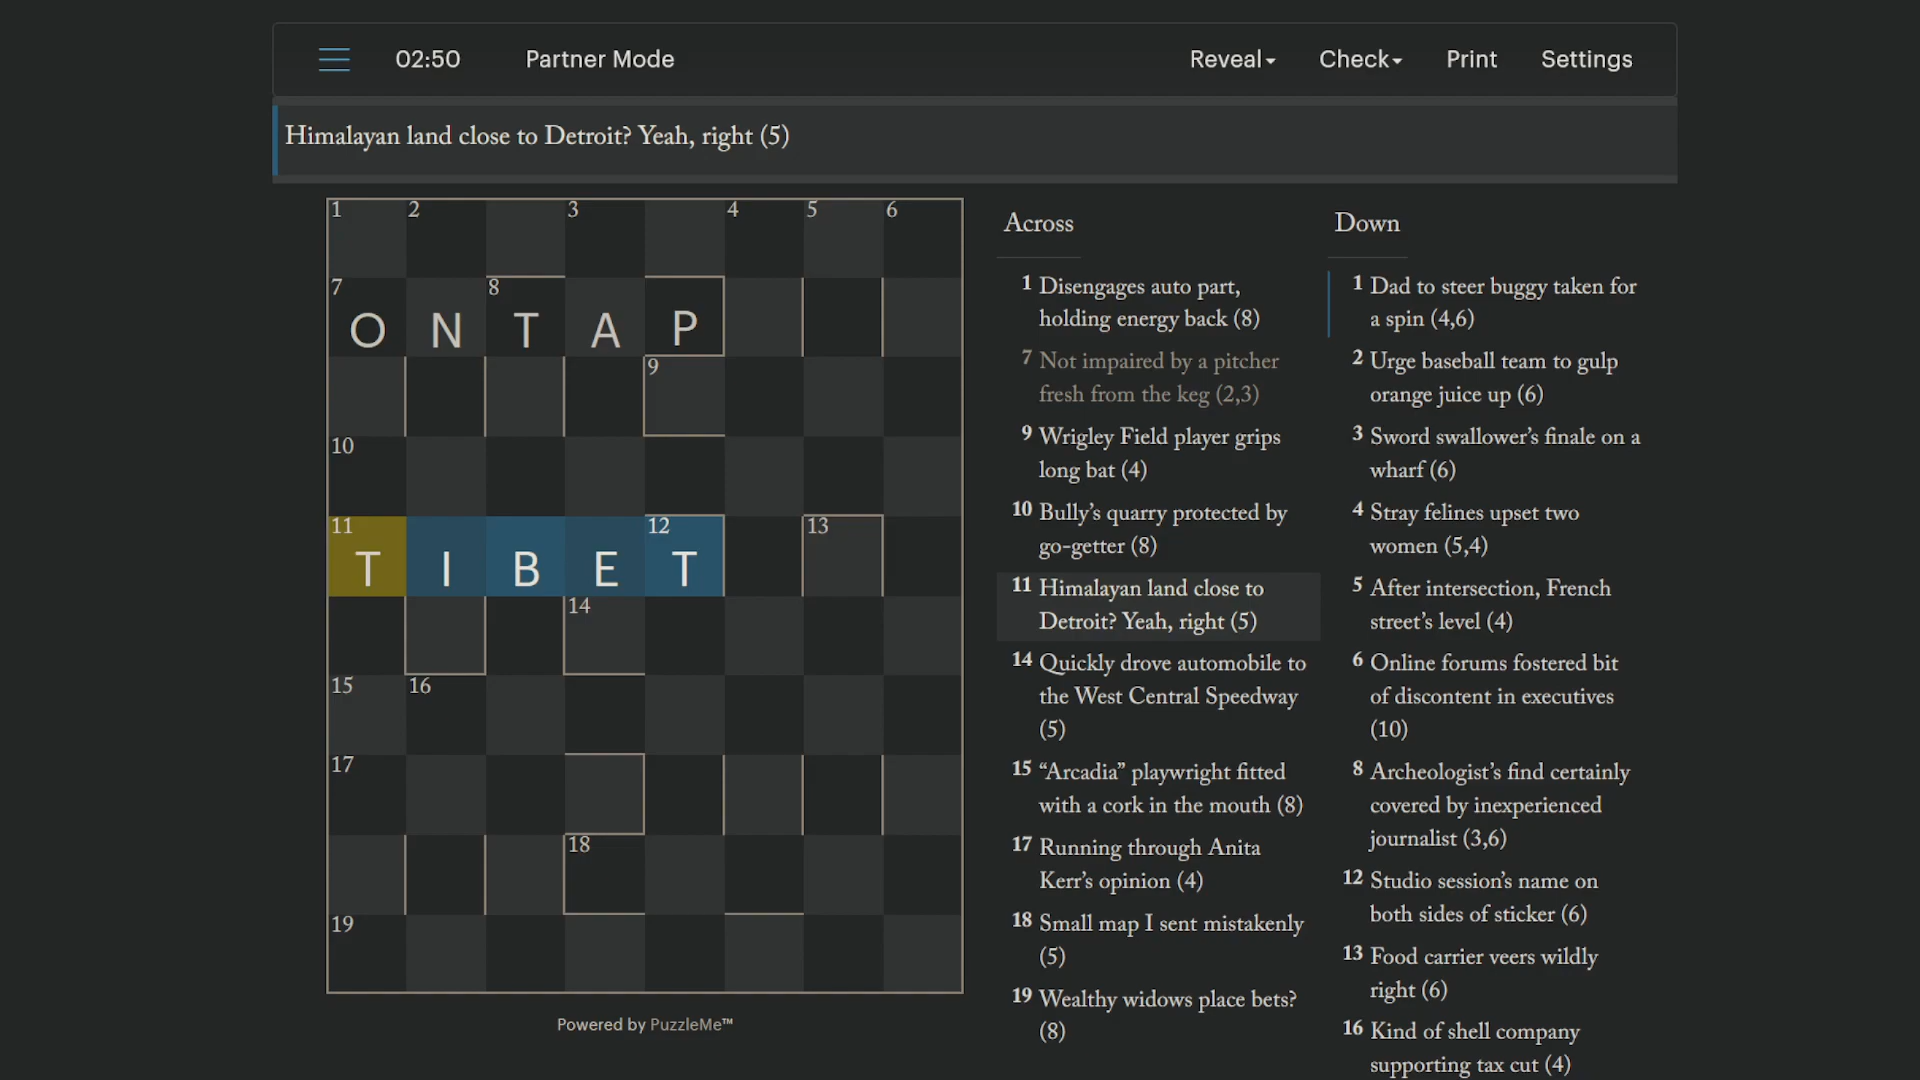 02:50 Partner Mode Reveal Check Print Settings
Himalayan land close to Detroit? Yeah, right (5)
1 2 3 4 5 6
7 8
O N T A P
9
10
11 12 13
T I B E T
14
15 16
17
18
19
Powered by PuzzleMe™
Across
1 Disengages auto part,
holding energy back (8)
7 Not impaired by a pitcher
fresh from the keg (2,3)
9 Wrigley Field player grips
long bat (4)
10 Bully's quarry protected by
go-getter (8)
11 Himalayan land close to
Detroit? Yeah, right (5)
14 Quickly drove automobile to
the West Central Speedway
(5)
15 “Arcadia” playwright fitted
with a cork in the mouth (8)
17 Running through Anita
Kerr's opinion (4)
18 Small map I sent mistakenly
(5)
19 Wealthy widows place bets?
(8)
Down
1 Dad to steer buggy taken for
a spin (4,6)
2 Urge baseball team to gulp
orange juice up (6)
3 Sword swallower's finale on a
wharf (6)
4 Stray felines upset two
women (5,4)
5 After intersection, French
street's level (4)
6 Online forums fostered bit
of discontent in executives
(10)
8 Archeologist's find certainly
covered by inexperienced
journalist (3,6)
12 Studio session's name on
both sides of sticker (6)
13 Food carrier veers wildly
right (6)
16 Kind of shell company
supporting tax cut (4)